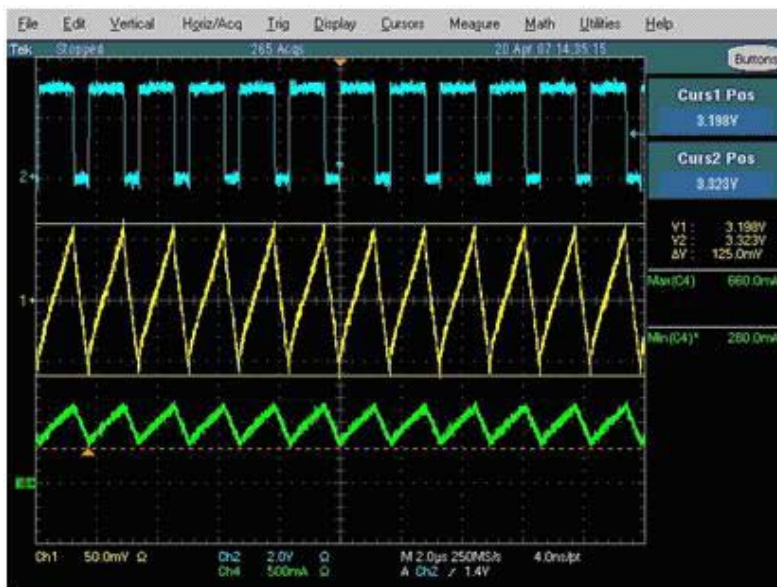 File Edit Vertical Horiz/Acq Trig Display Cursors Measure Math Utilities Help
Tek Stopped 265 Acqs 20 Apr 07 14:35:15
Buttons
Curs1 Pos
3.198V
Curs2 Pos
3.323V
2
V1: 3.198V
V2: 3.323V
ΔV: 125.0mV
1
Max(C4) 660.0m
Min(C4)* 280.0m
Ch1 50.0mV Ω Ch2 2.0V Ω M 2.0µs 250MS/s 4.0ns/pt
Ch4 500mA Ω A Ch2 ∕ 1.4V